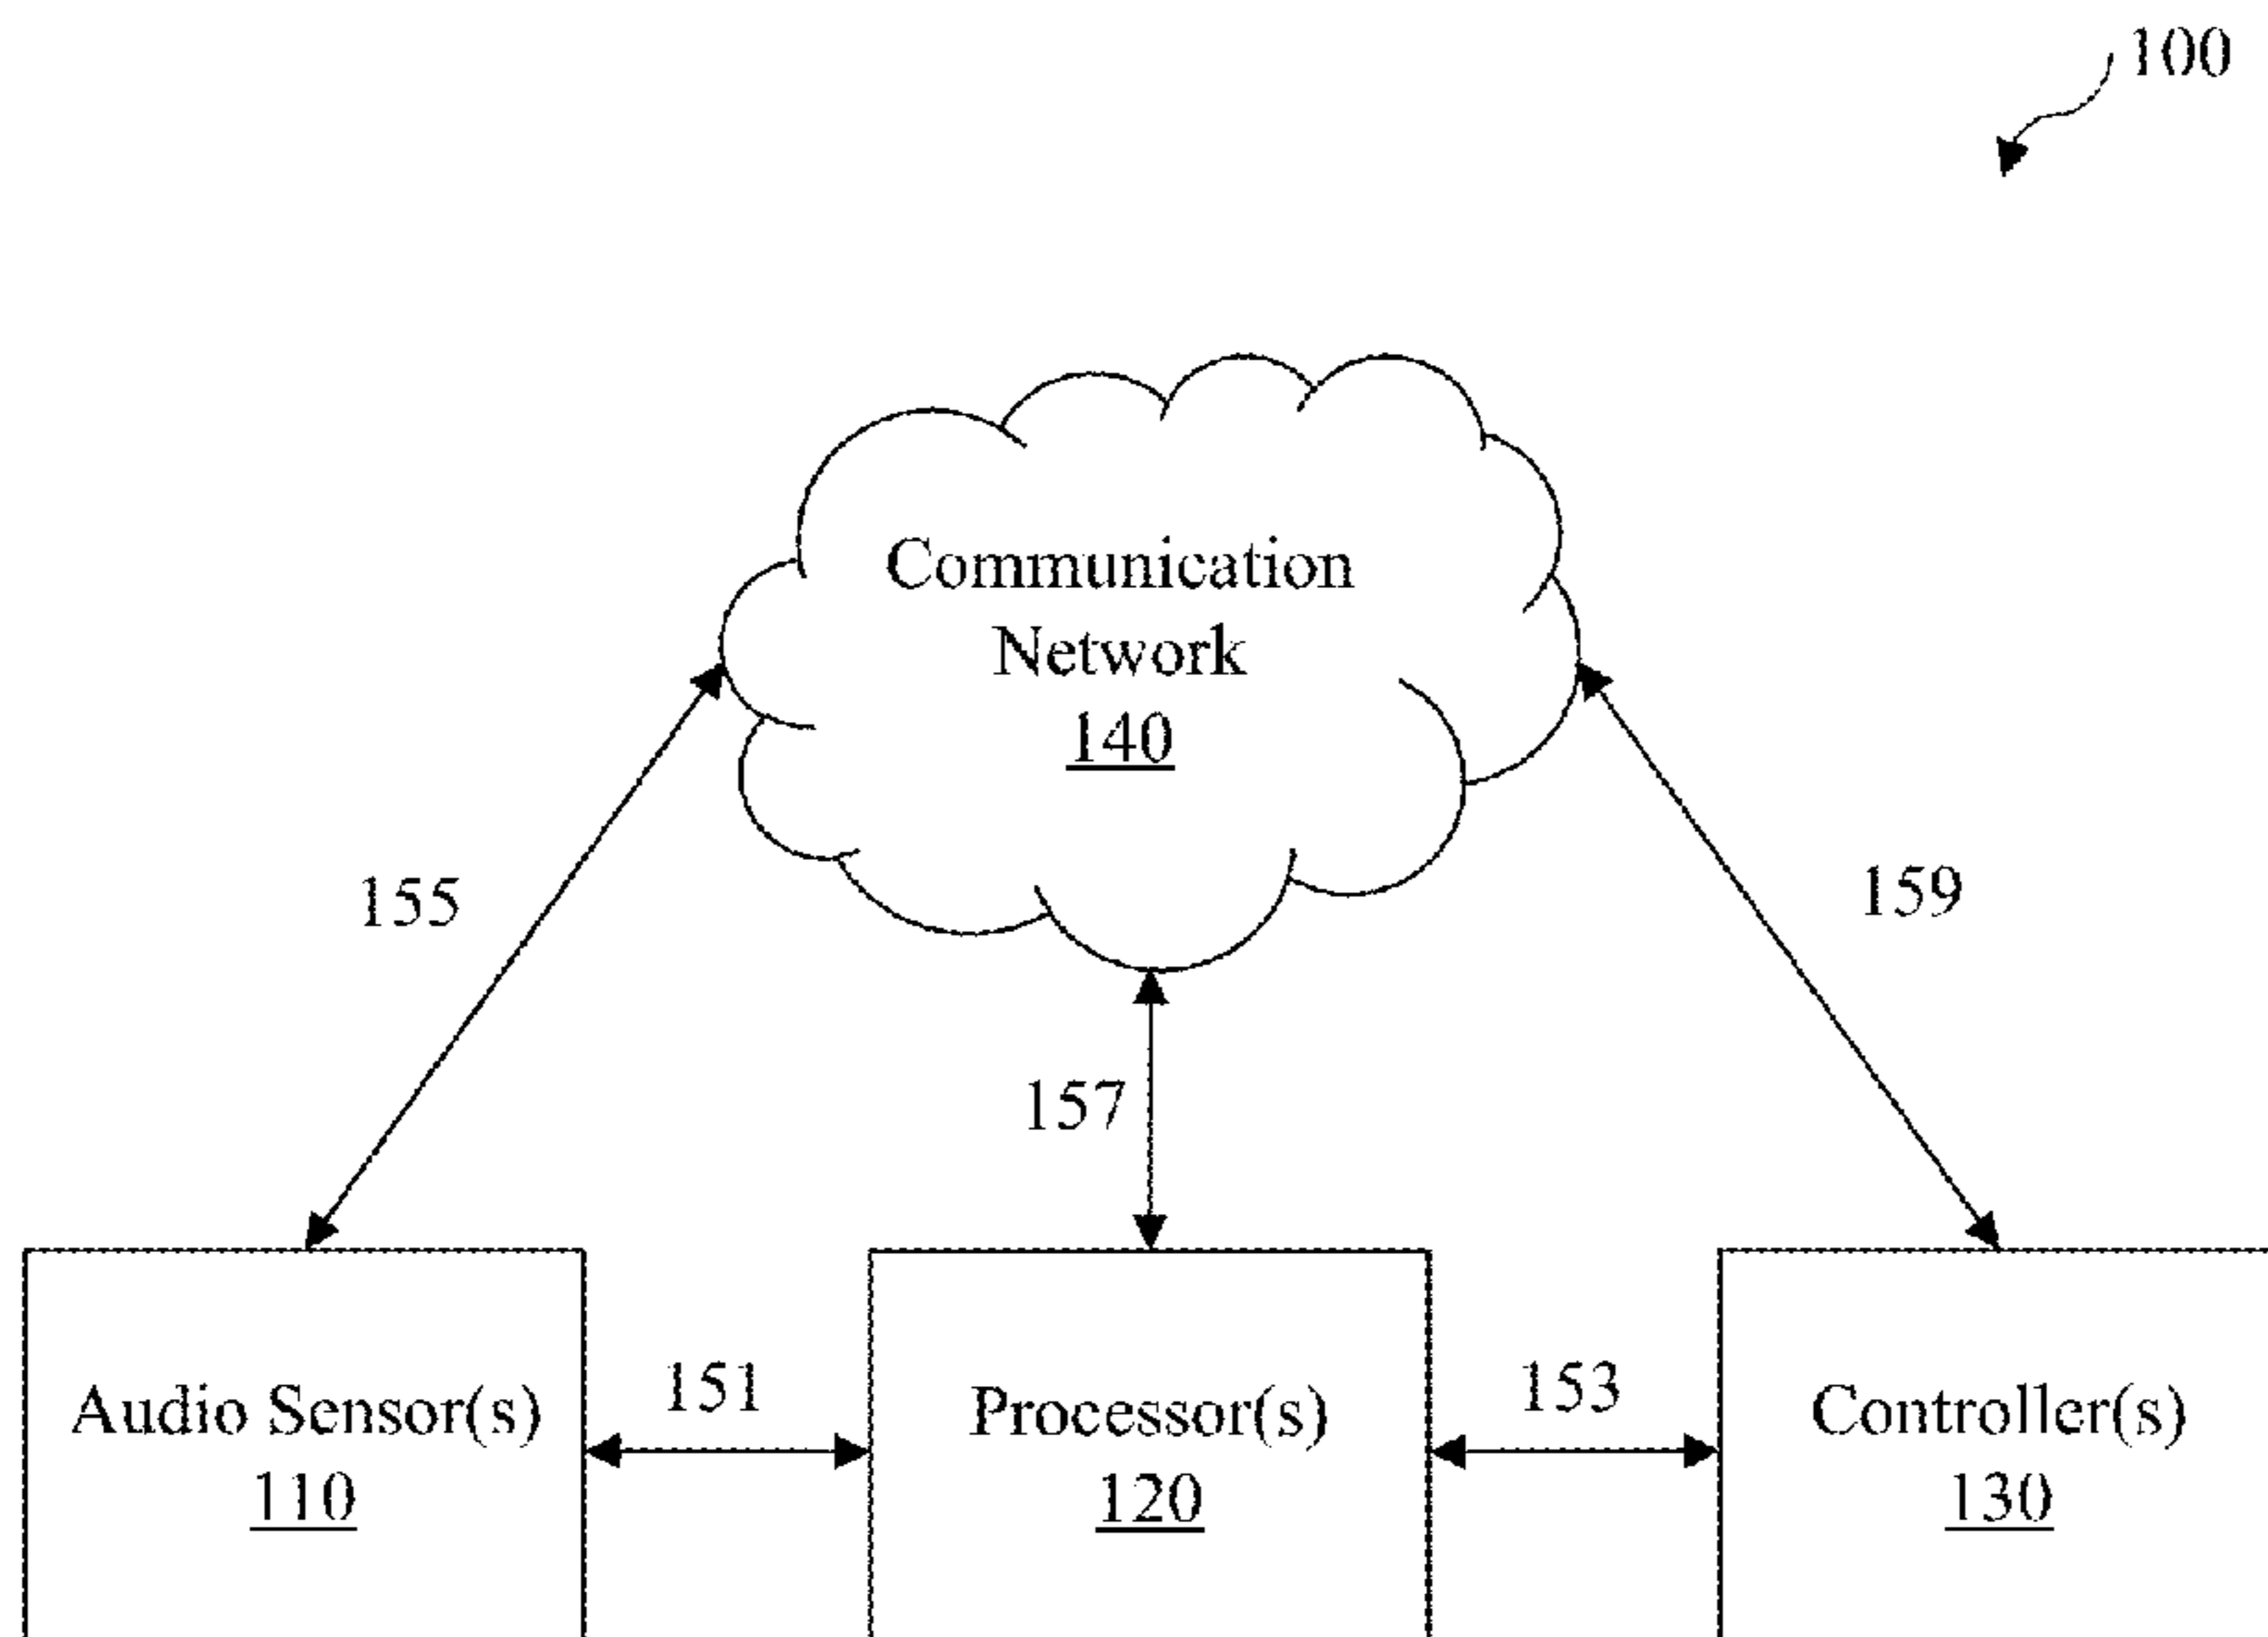 100
Communication
Network
140
155
159
157
Audio Sensor(s)
110
151
Processor(s)
120
153
Controller(s)
130